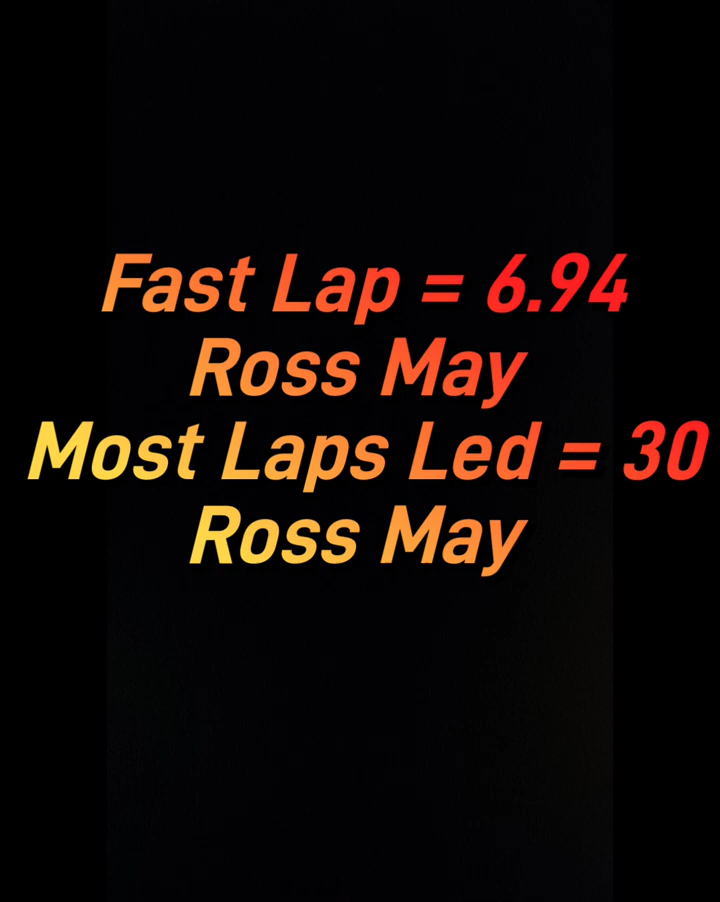 Fast Lap = 6.94
Ross May
Most Laps Led = 30
Ross May